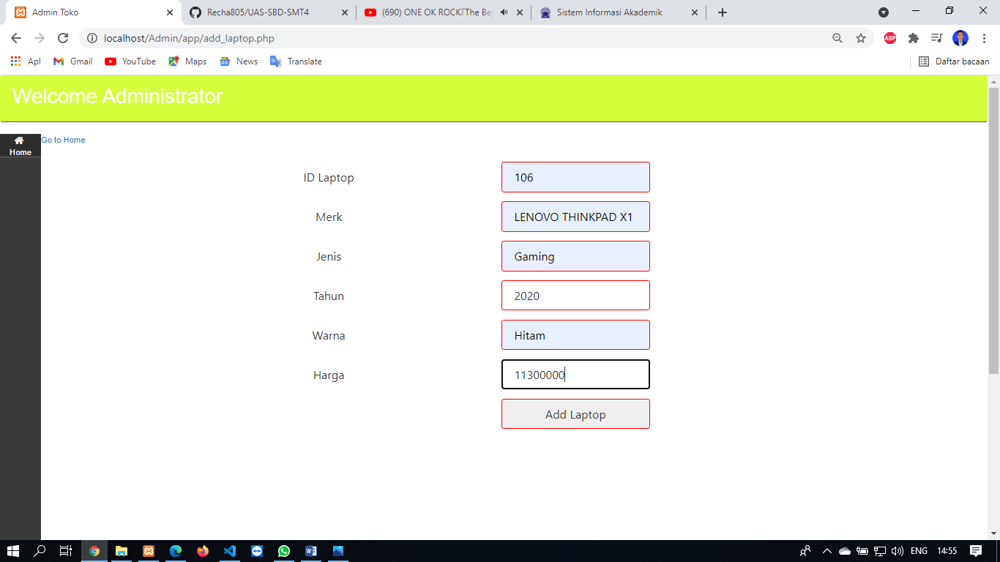 Admin Toko
Recha805/UAS-SBD-SMT4
(690) ONE OK ROCK『The Beg
Sistem Informasi Akademik
localhost/Admin/app/add_laptop.php
ABP
Apl
Gmail
YouTube
Maps
News
Translate
Daftar bacaan
Welcome Administrator
Home
Go to Home
ID Laptop
106
Merk
LENOVO THINKPAD X1
Jenis
Gaming
Tahun
2020
Warna
Hitam
Harga
11300000
Add Laptop
ENG
14:55